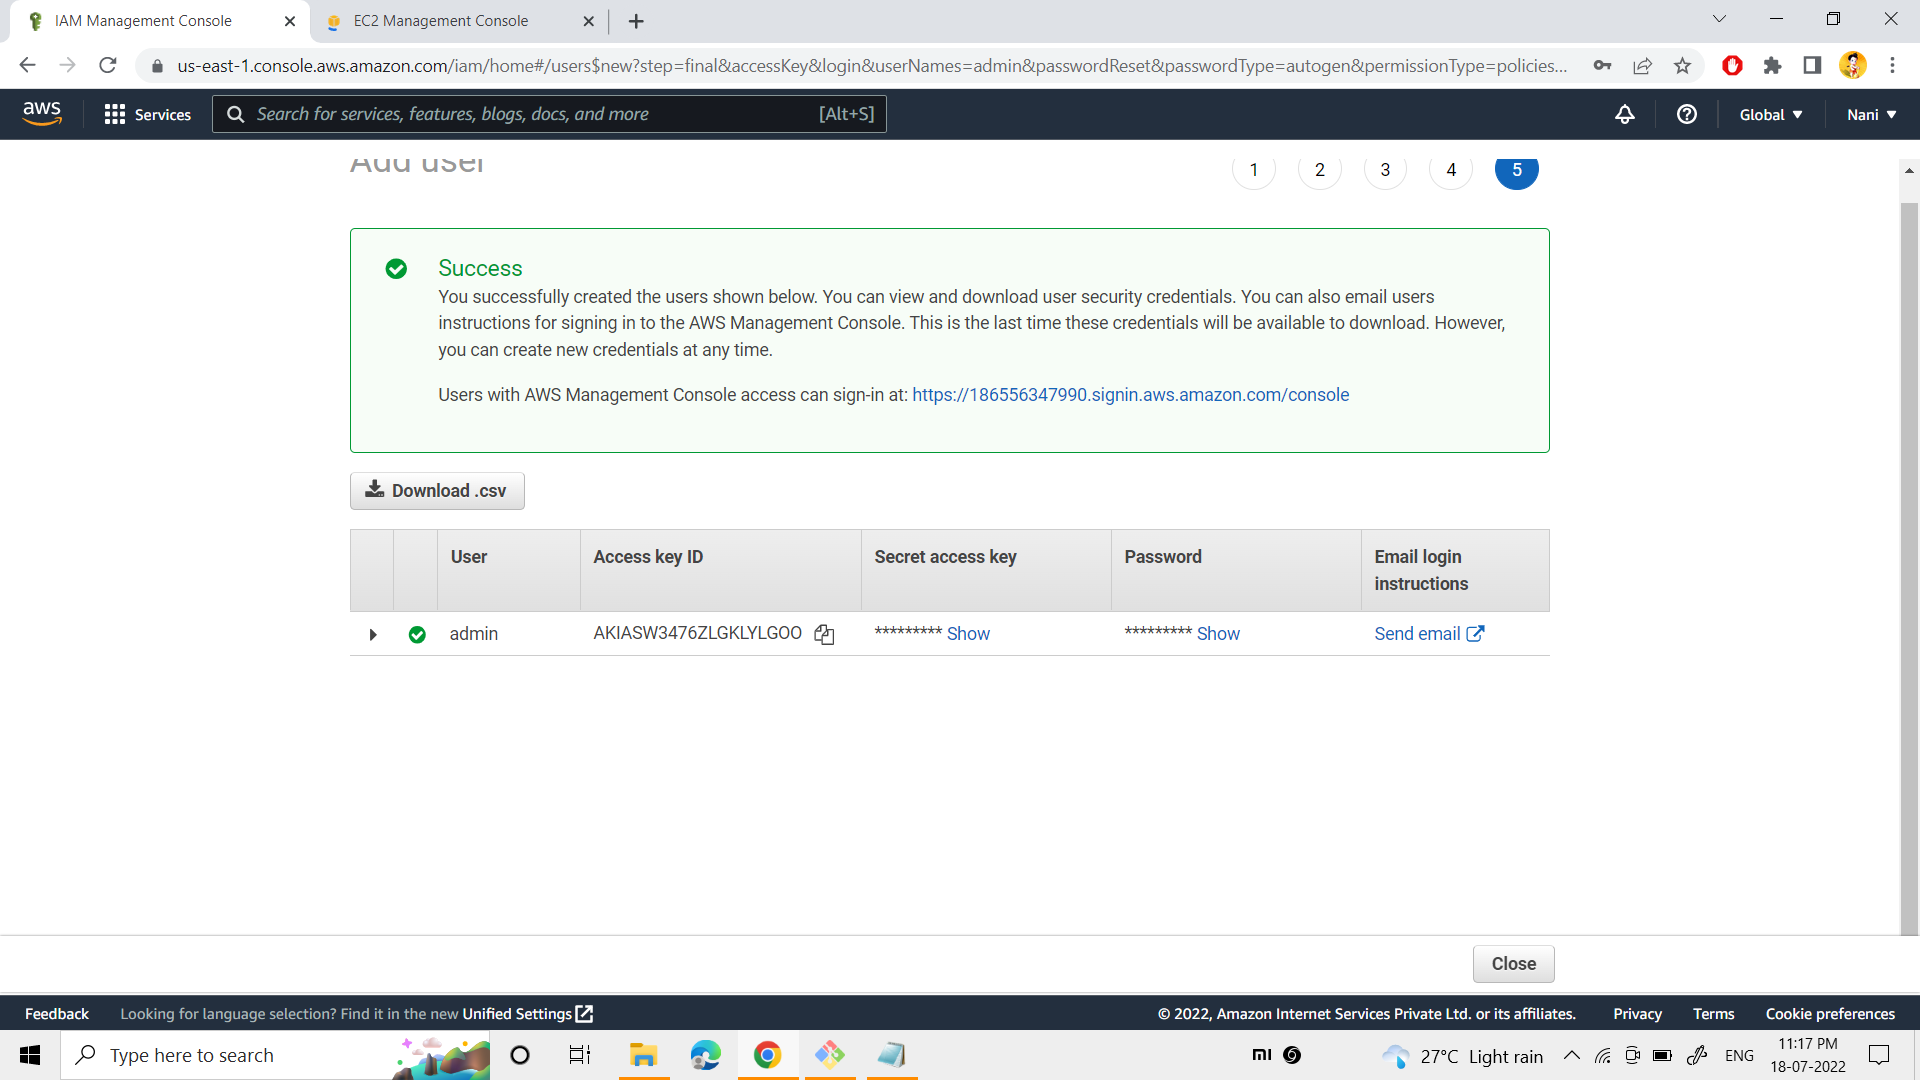 IAM Management Console
EC2 Management Console
us-east-1.console.aws.amazon.com/iam/home#/users$new?step=final&accessKey&login&userNames=admin&passwordReset&passwordType=autogen&permissionType=policies...
aws
Services
Search for services, features, blogs, docs, and more
[Alt+S]
Global
Nani
Add user
1 2 3 4 5
Success
You successfully created the users shown below. You can view and download user security credentials. You can also email users
instructions for signing in to the AWS Management Console. This is the last time these credentials will be available to download. However,
you can create new credentials at any time.
Users with AWS Management Console access can sign-in at: https://186556347990.signin.aws.amazon.com/console
Download .csv
User
Access key ID
Secret access key
Password
Email login
instructions
admin
AKIASW3476ZLGKLYLGOO
********* Show
********* Show
Send email
Close
Feedback
Looking for language selection? Find it in the new Unified Settings
© 2022, Amazon Internet Services Private Ltd. or its affiliates.
Privacy
Terms
Cookie preferences
Type here to search
mi
27°C Light rain
ENG
11:17 PM
18-07-2022